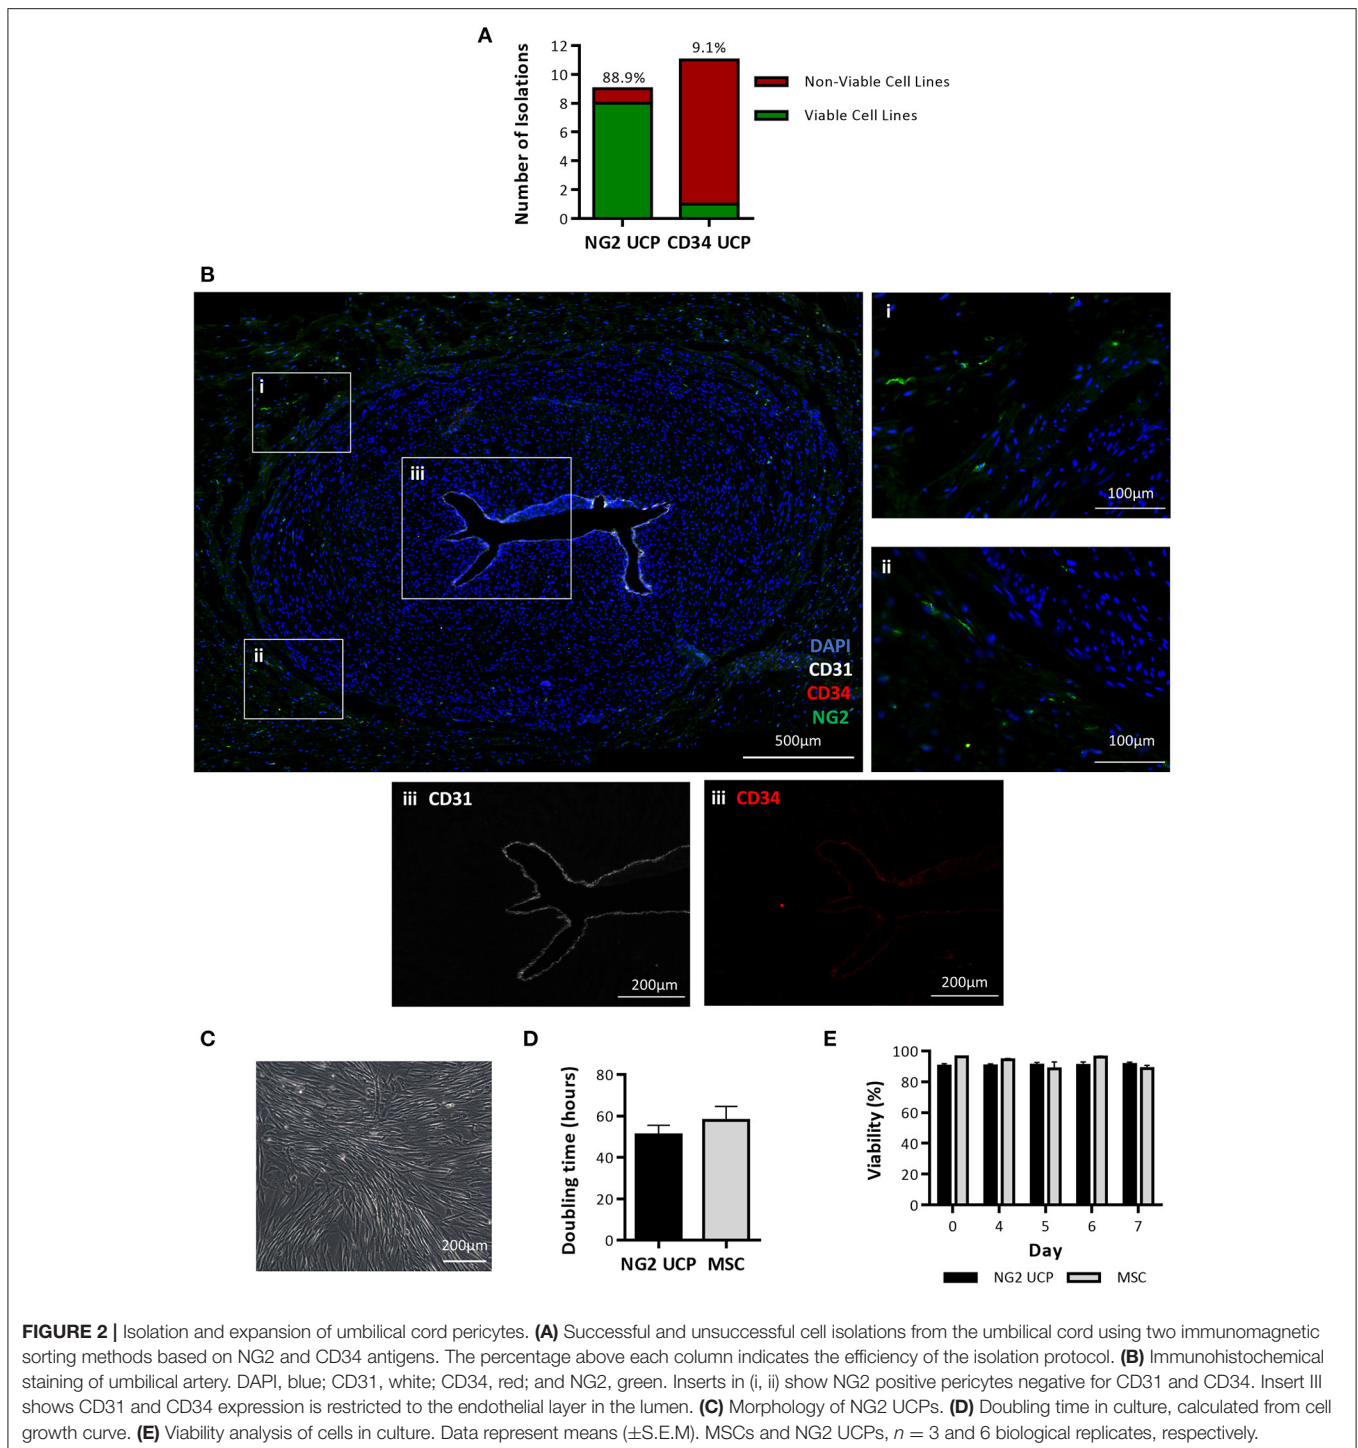 A
Number of Isolations
12
10
8
6
4
2
0
88.9%
9.1%
NG2 UCP CD34 UCP
Non-Viable Cell Lines
Viable Cell Lines
B
i
ii
iii
DAPI
CD31
CD34
NG2
500µm
i
100µm
ii
100µm
iii CD31
200µm
iii CD34
200µm
C
200µm
D
Doubling time (hours)
80
60
40
20
0
NG2 UCP MSC
E
Viability (%)
100
80
60
40
20
0
0 4 5 6 7
Day
NG2 UCP MSC
FIGURE 2 | Isolation and expansion of umbilical cord pericytes. (A) Successful and unsuccessful cell isolations from the umbilical cord using two immunomagnetic
sorting methods based on NG2 and CD34 antigens. The percentage above each column indicates the efficiency of the isolation protocol. (B) Immunohistochemical
staining of umbilical artery. DAPI, blue; CD31, white; CD34, red; and NG2, green. Inserts in (i, ii) show NG2 positive pericytes negative for CD31 and CD34. Insert III
shows CD31 and CD34 expression is restricted to the endothelial layer in the lumen. (C) Morphology of NG2 UCPs. (D) Doubling time in culture, calculated from cell
growth curve. (E) Viability analysis of cells in culture. Data represent means (±S.E.M). MSCs and NG2 UCPs, n = 3 and 6 biological replicates, respectively.